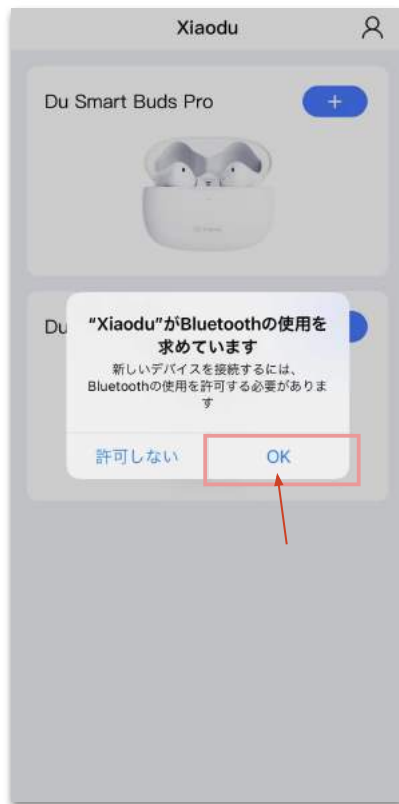 Xiaodu
Du Smart Buds Pro
+
Du
“Xiaodu”がBluetoothの使用を
求めています
新しいデバイスを接続するには、
Bluetoothの使用を許可する必要がありま
す
許可しない
OK